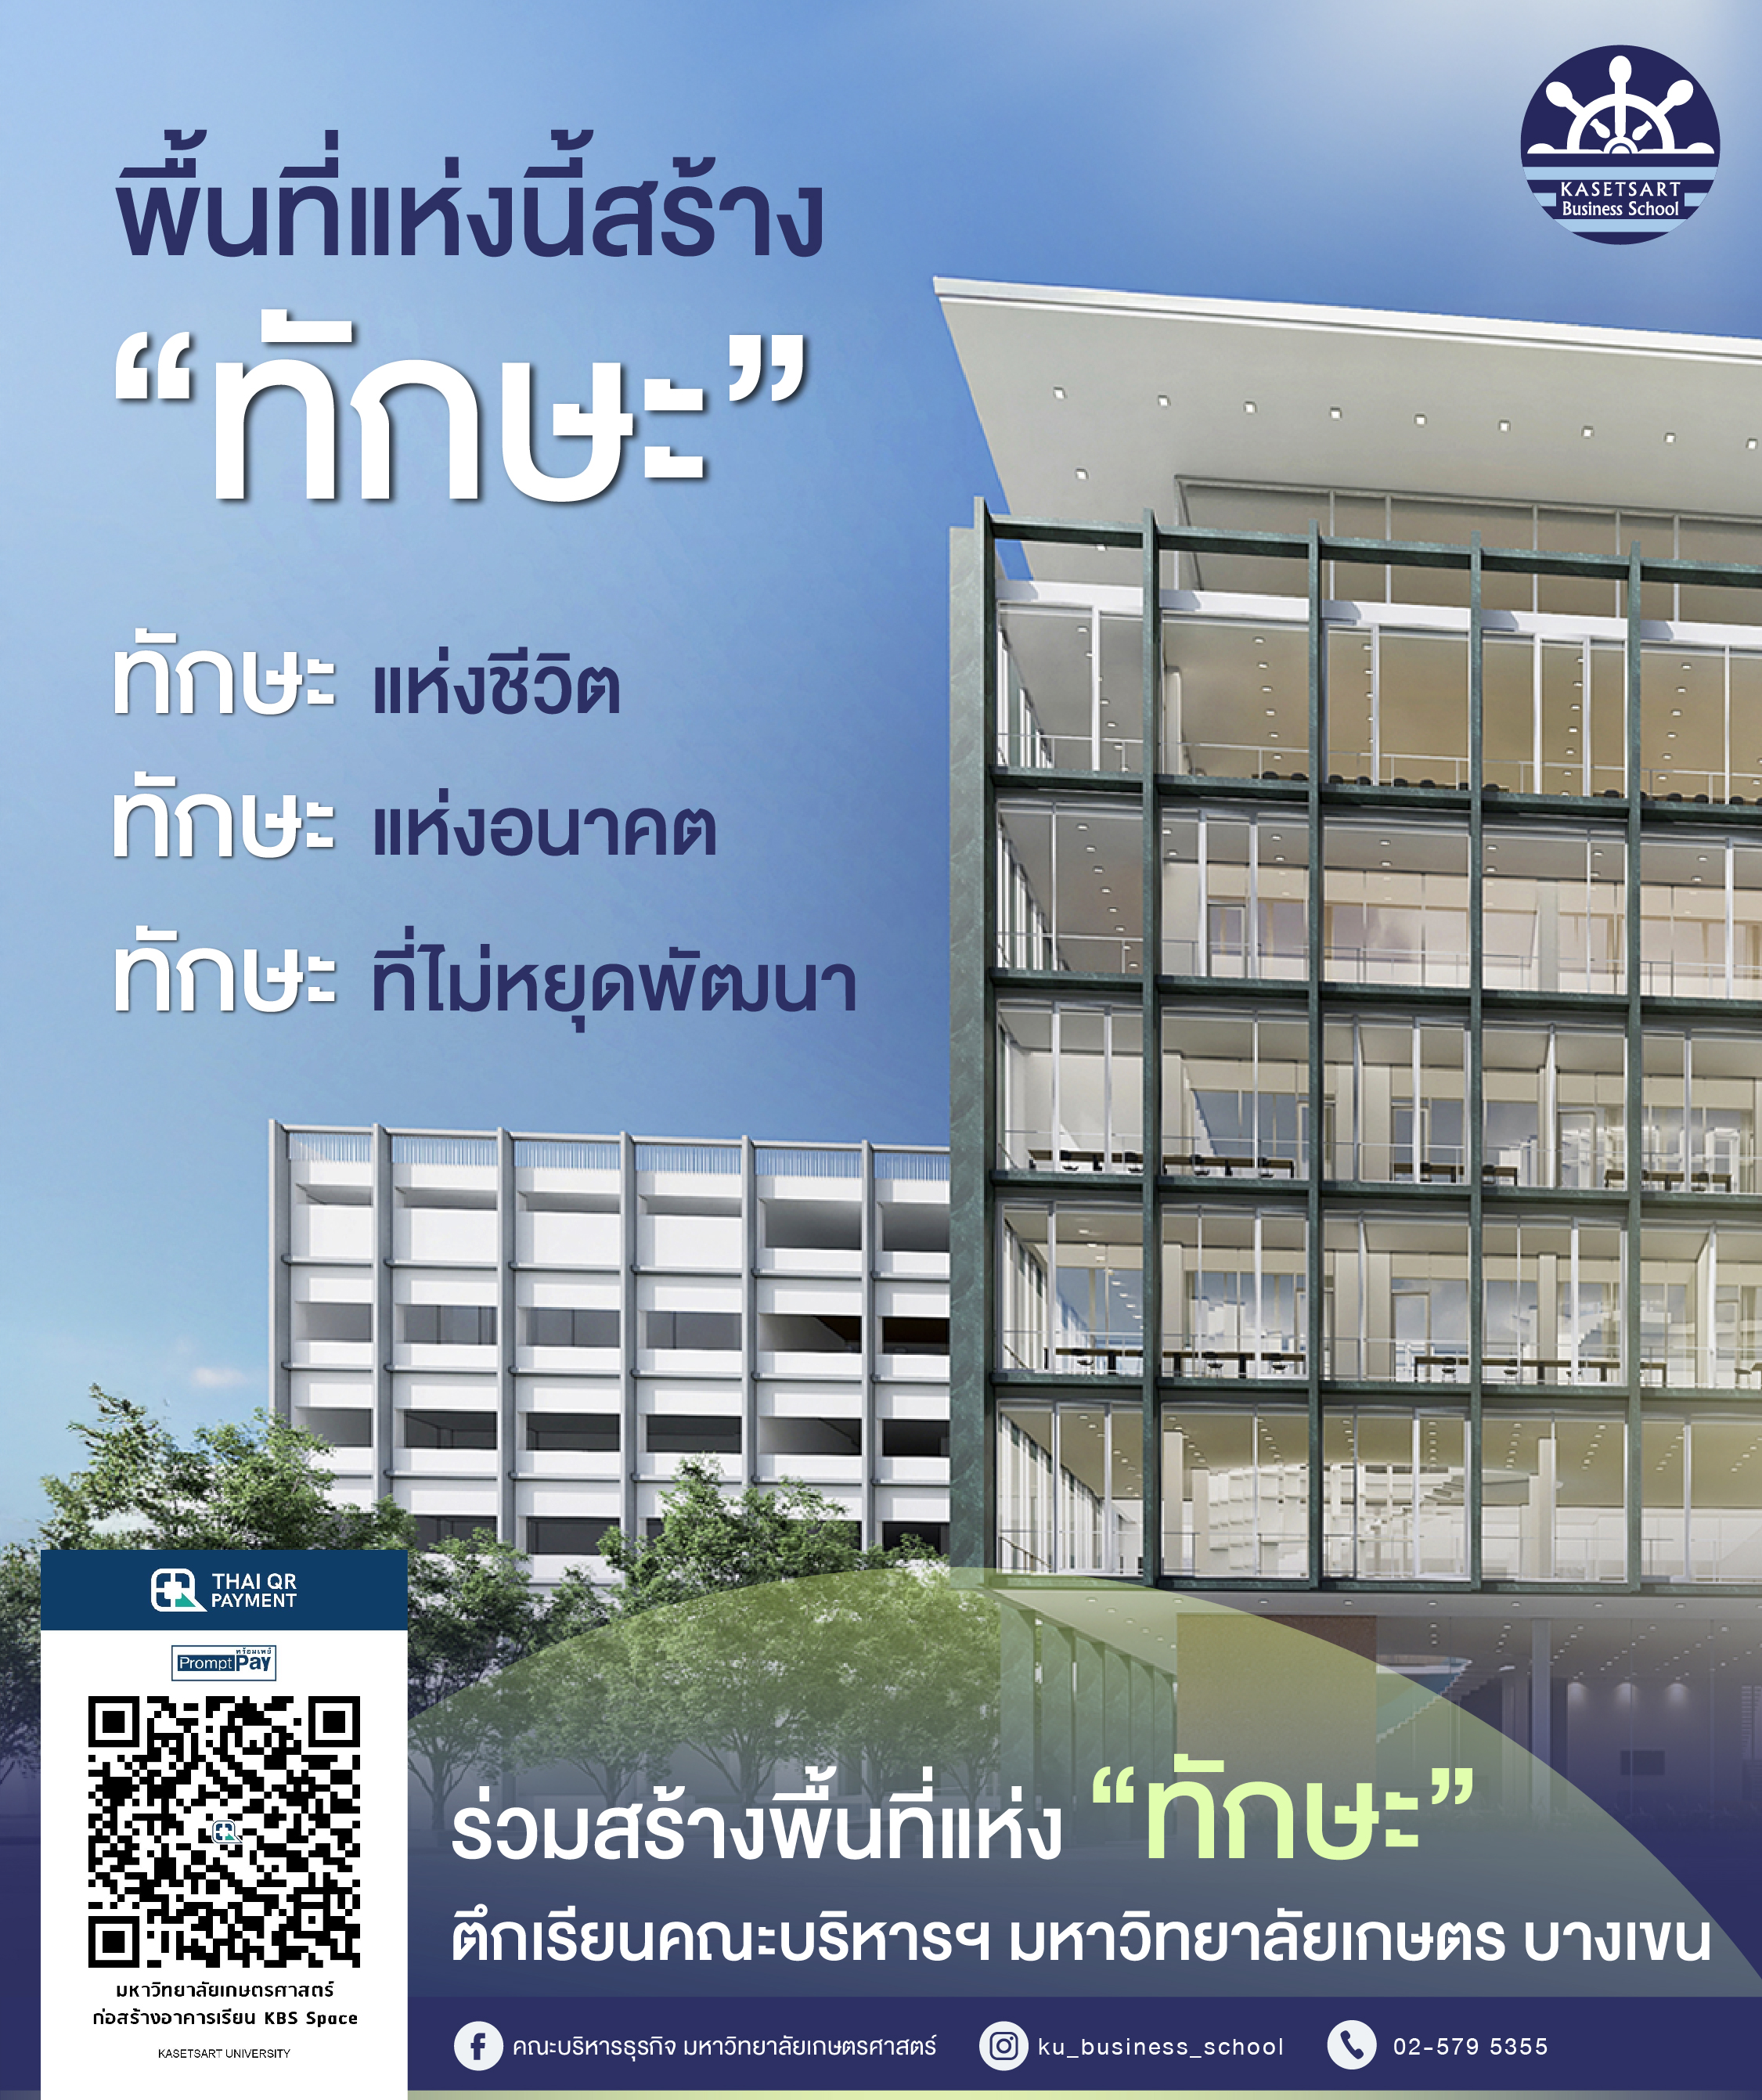 KASETSART
Business School
พื้นที่แห่งนี้สร้าง
“ทักษะ”
ทักษะ แห่งชีวิต
ทักษะ แห่งอนาคต
ทักษะ ที่ไม่หยุดพัฒนา
THAI QR
PAYMENT
พร้อมเพย์
PromptPay
มหาวิทยาลัยเกษตรศาสตร์
ก่อสร้างอาคารเรียน KBS Space
KASETSART UNIVERSITY
ร่วมสร้างพื้นที่แห่ง “ทักษะ”
ตึกเรียนคณะบริหารฯ มหาวิทยาลัยเกษตร บางเขน
คณะบริหารธุรกิจ มหาวิทยาลัยเกษตรศาสตร์ ku_business_school 02-579 5355